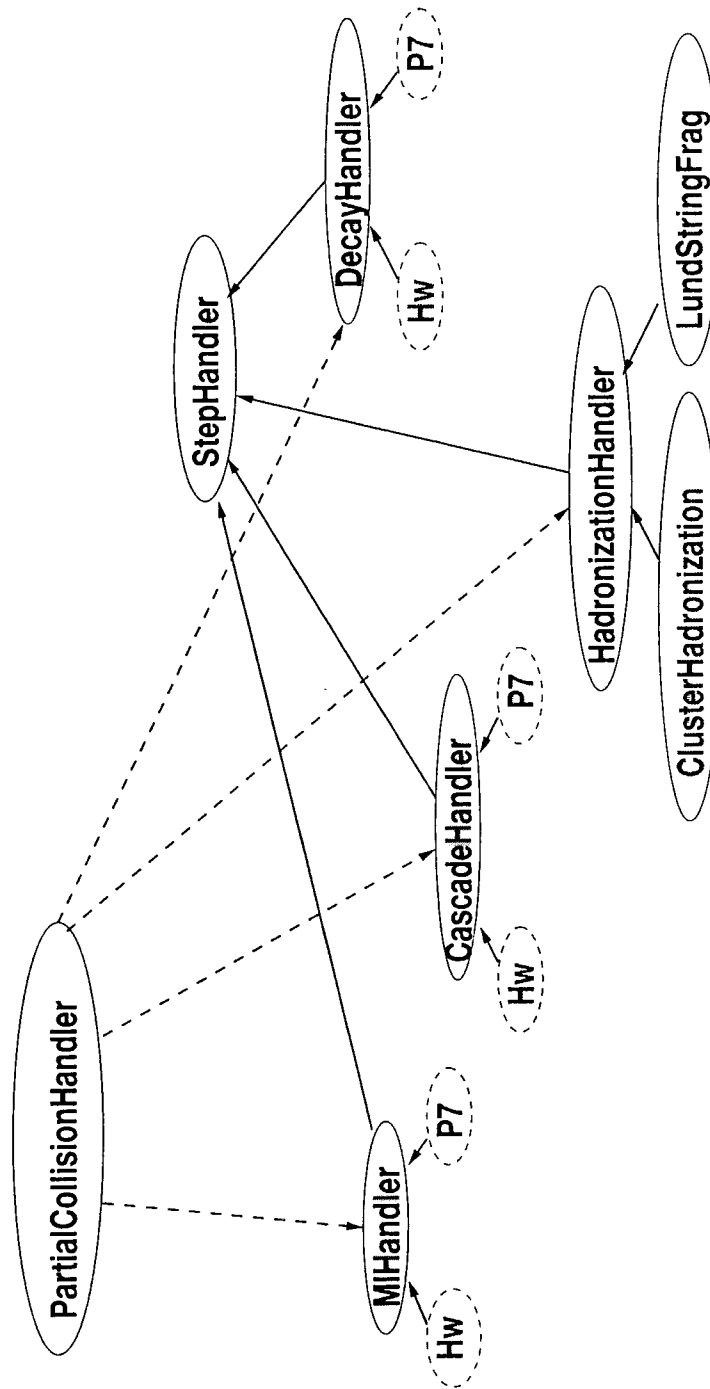 PartialCollisionHandler
StepHandler
DecayHandler
Hw
P7
MIHandler
Hw
P7
CascadeHandler
Hw
P7
HadronizationHandler
ClusterHadronization
LundStringFrag